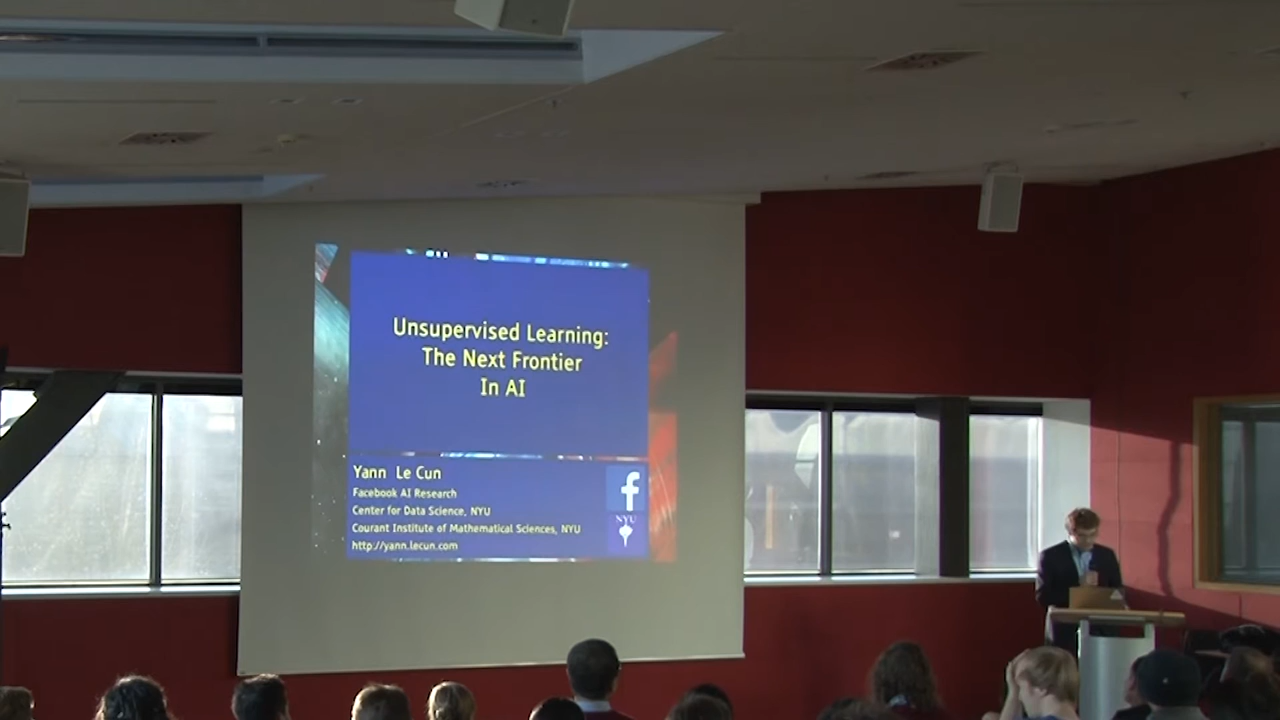 Unsupervised Learning:
The Next Frontier
In AI
Yann Le Cun
Facebook AI Research
Center for Data Science, NYU
Courant Institute of Mathematical Sciences, NYU
http://yann.lecun.com
f
NYU